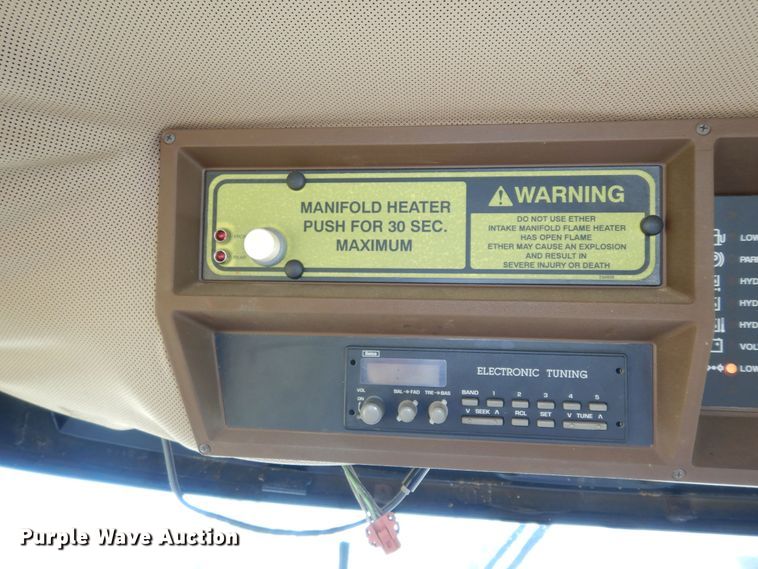 MANIFOLD HEATER
PUSH FOR 30 SEC.
MAXIMUM
WARNING
DO NOT USE ETHER
INTAKE MANIFOLD FLAME HEATER
HAS OPEN FLAME
ETHER MAY CAUSE AN EXPLOSION
AND RESULT IN
SEVERE INJURY OR DEATH
ELECTRONIC TUNING
VOL
ON
BAL FAD
TRE BAS
BAND 1 2 3 4 5
V SEEK Λ RCL SET V TUNE Λ
LOW
PAR
HYD
HYD
HYD
VOL
LOW
Purple Wave Auction